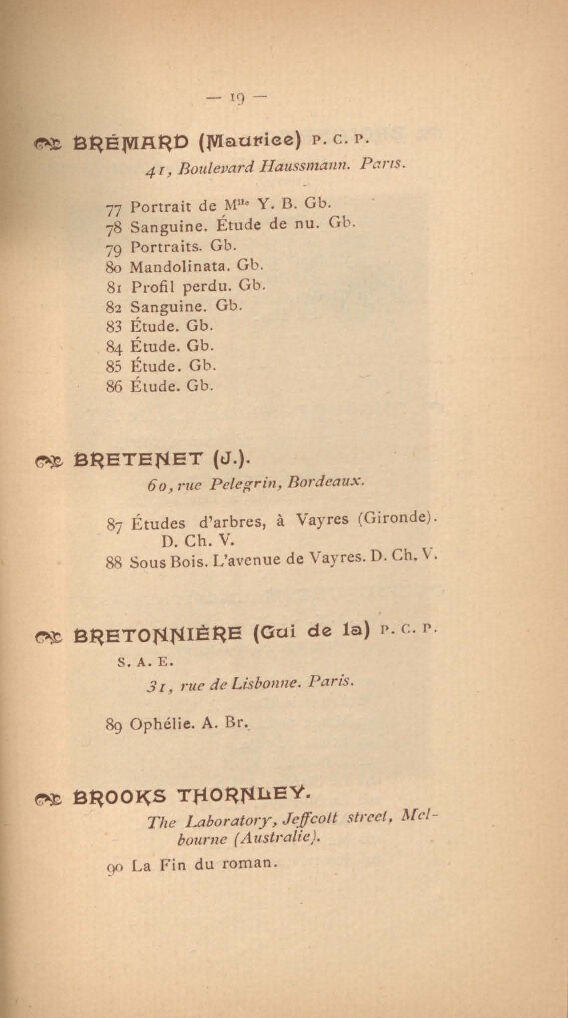 — 19 —
BRÉMARD (Maurice) P. C. P.
41, Boulevard Haussmann. Paris.
77 Portrait de Mlle Y. B. Gb.
78 Sanguine. Étude de nu. Gb.
79 Portraits. Gb.
80 Mandolinata. Gb.
81 Profil perdu. Gb.
82 Sanguine. Gb.
83 Étude. Gb.
84 Étude. Gb.
85 Étude. Gb.
86 Étude. Gb.
BRETENET (J.).
60, rue Pelegrin, Bordeaux.
87 Études d'arbres, à Vayres (Gironde).
D. Ch. V.
88 Sous Bois. L'avenue de Vayres. D. Ch. V.
BRETONNIÈRE (Gui de la) P. C. P.
S. A. E.
31, rue de Lisbonne. Paris.
89 Ophélie. A. Br.
BROOKS THORNLEY.
The Laboratory, Jeffcott street, Mel-
bourne (Australie).
90 La Fin du roman.